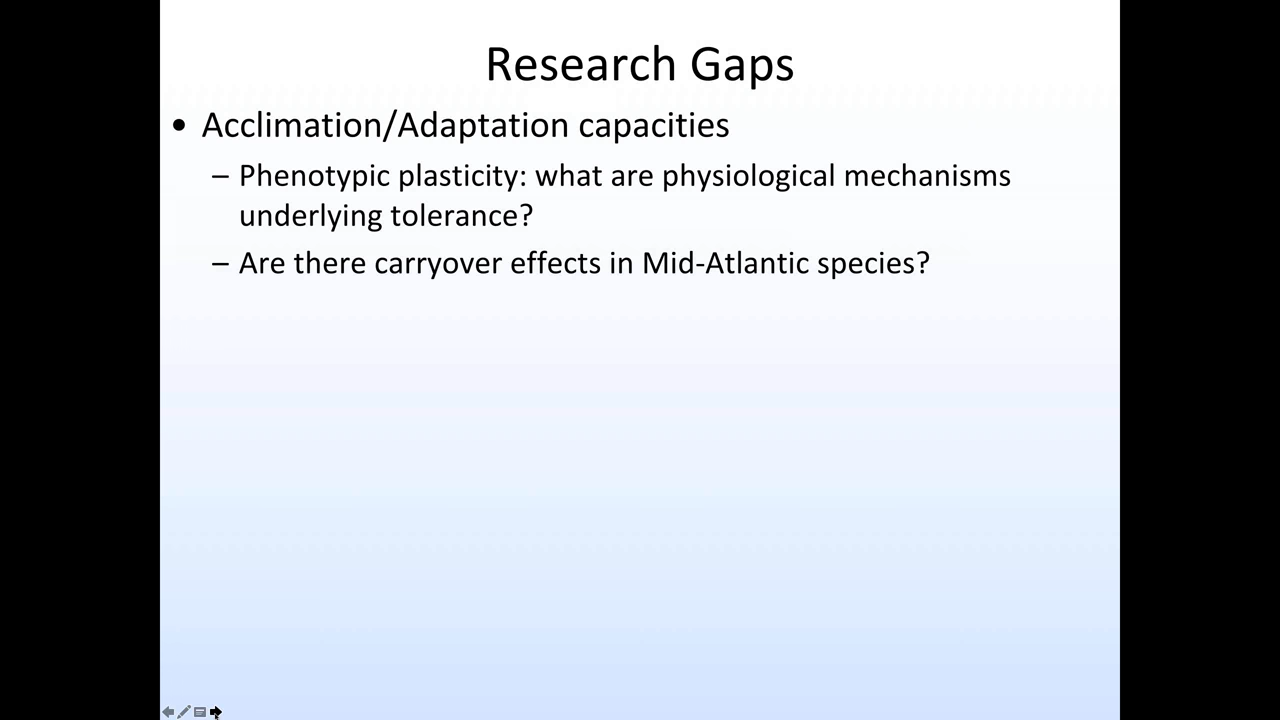 Research Gaps
• Acclimation/Adaptation capacities
– Phenotypic plasticity: what are physiological mechanisms
underlying tolerance?
– Are there carryover effects in Mid-Atlantic species?